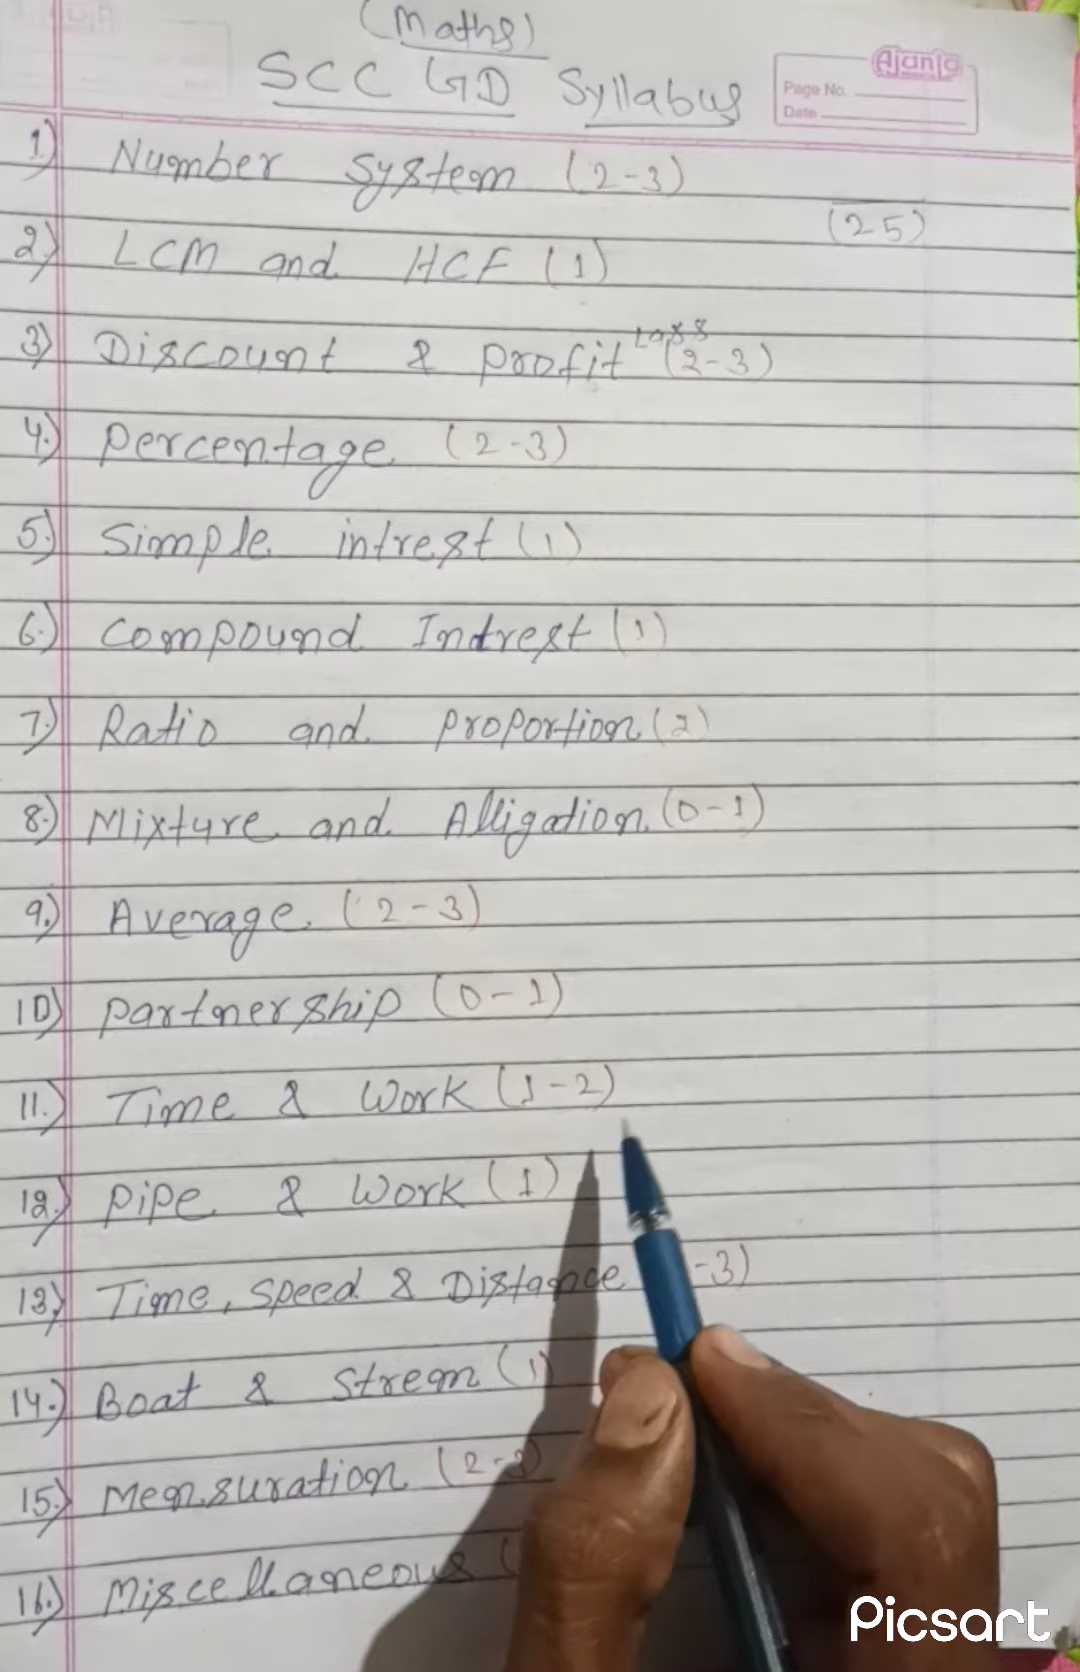 (Maths)
SCC GD Syllabus
Ajanta
Page No.
Date
1) Number System (2-3)
(25)
2) LCM and HCF (1)
3) Discount & Profit Loss (2-3)
4.) Percentage (2-3)
5.) Simple intrest (1)
6.) Compound Intrest (1)
7.) Ratio and Proportion (2)
8.) Mixture and Alligation (0-1)
9.) Average (2-3)
10) Partnership (0-1)
11.) Time & Work (1-2)
12.) Pipe & Work (1)
13) Time, Speed & Distance -3)
14.) Boat & Stream (1)
15.) Mensuration (2-3)
16.) Miscellaneous (
Picsart